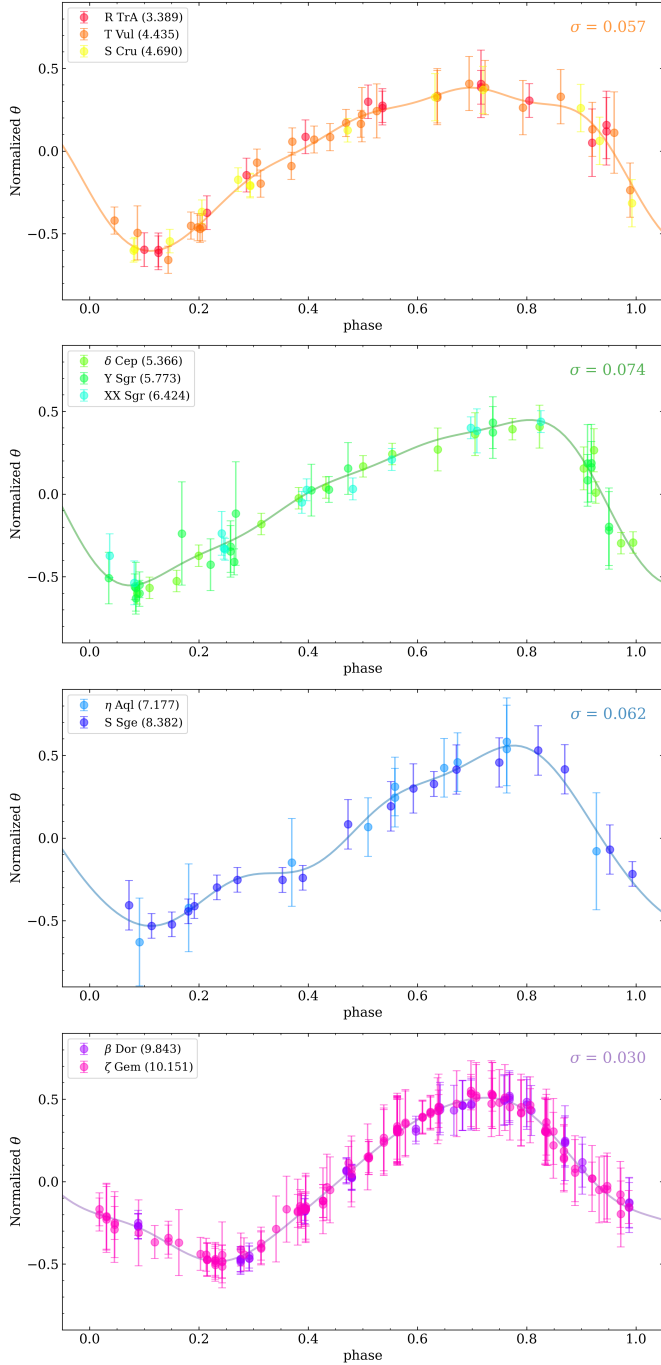 R TrA (3.389)
T Vul (4.435)
S Cru (4.690)
σ = 0.057
0.5
0.0
−0.5
Normalized θ
0.0 0.2 0.4 0.6 0.8 1.0
phase
δ Cep (5.366)
Y Sgr (5.773)
XX Sgr (6.424)
σ = 0.074
0.5
0.0
−0.5
Normalized θ
0.0 0.2 0.4 0.6 0.8 1.0
phase
η Aql (7.177)
S Sge (8.382)
σ = 0.062
0.5
0.0
−0.5
Normalized θ
0.0 0.2 0.4 0.6 0.8 1.0
phase
β Dor (9.843)
ζ Gem (10.151)
σ = 0.030
0.5
0.0
−0.5
Normalized θ
0.0 0.2 0.4 0.6 0.8 1.0
phase